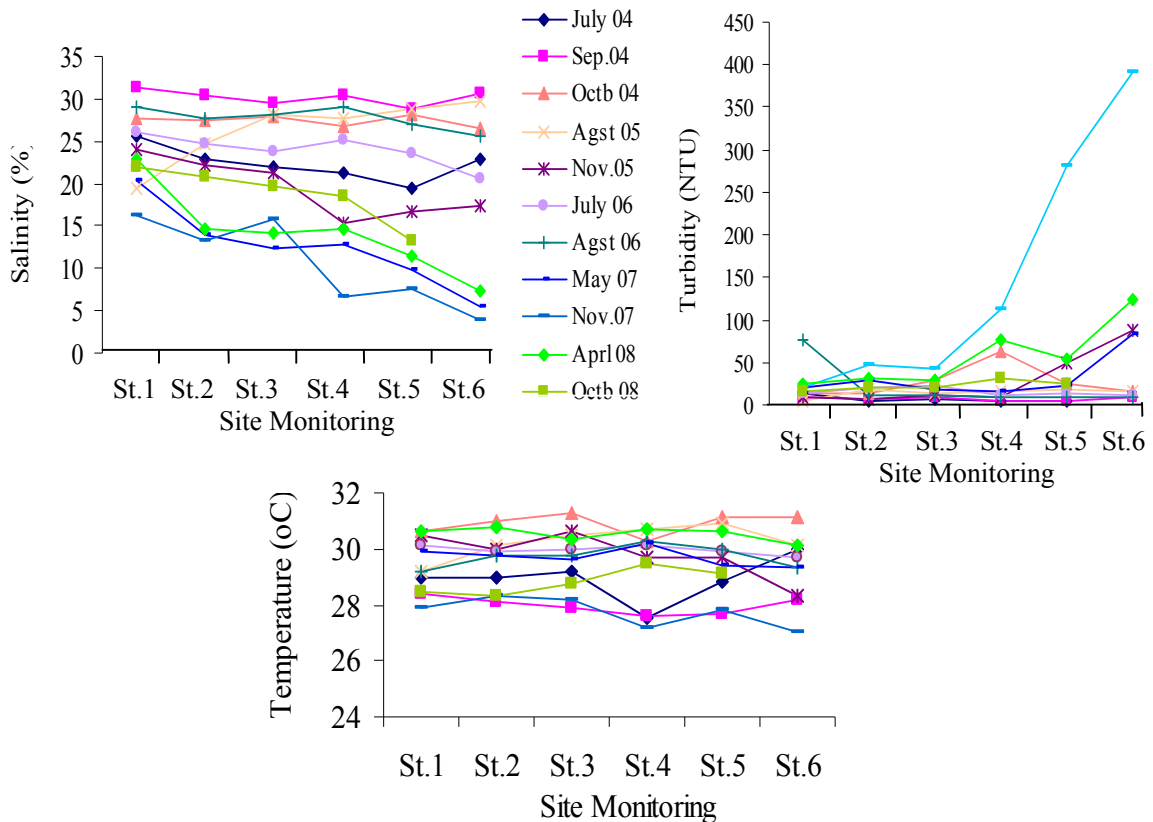 35
30
25
20
15
10
5
0
Salinity (%)
St.1 St.2 St.3 St.4 St.5 St.6
Site Monitoring
July 04
Sep.04
Octb 04
Agst 05
Nov.05
July 06
Agst 06
May 07
Nov.07
Aprl 08
Octb 08
450
400
350
300
250
200
150
100
50
0
Turbidity (NTU)
St.1 St.2 St.3 St.4 St.5 St.6
Site Monitoring
32
30
28
26
24
Temperature (oC)
St.1 St.2 St.3 St.4 St.5 St.6
Site Monitoring